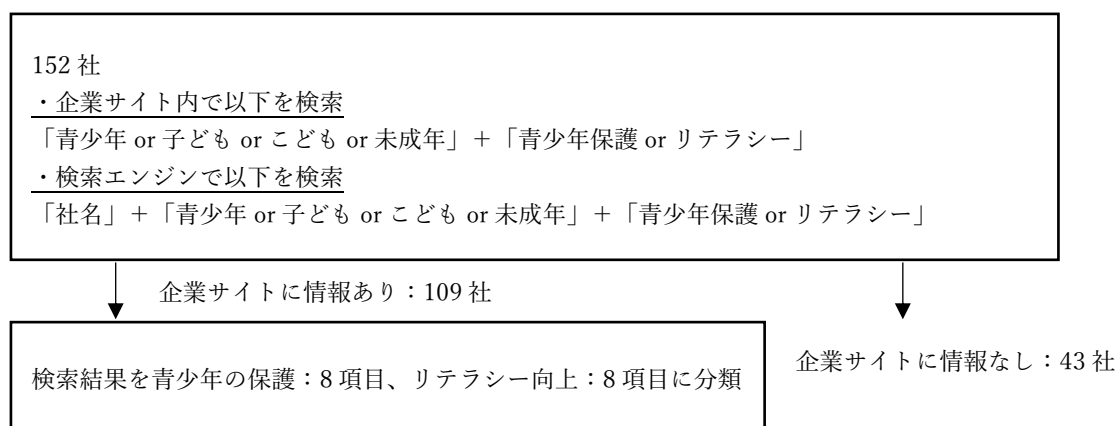 152 社
・企業サイト内で以下を検索
「青少年 or 子ども or こども or 未成年」＋「青少年保護 or リテラシー」
・検索エンジンで以下を検索
「社名」＋「青少年 or 子ども or こども or 未成年」＋「青少年保護 or リテラシー」
企業サイトに情報あり：109 社
企業サイトに情報なし：43 社
検索結果を青少年の保護：8 項目、リテラシー向上：8 項目に分類